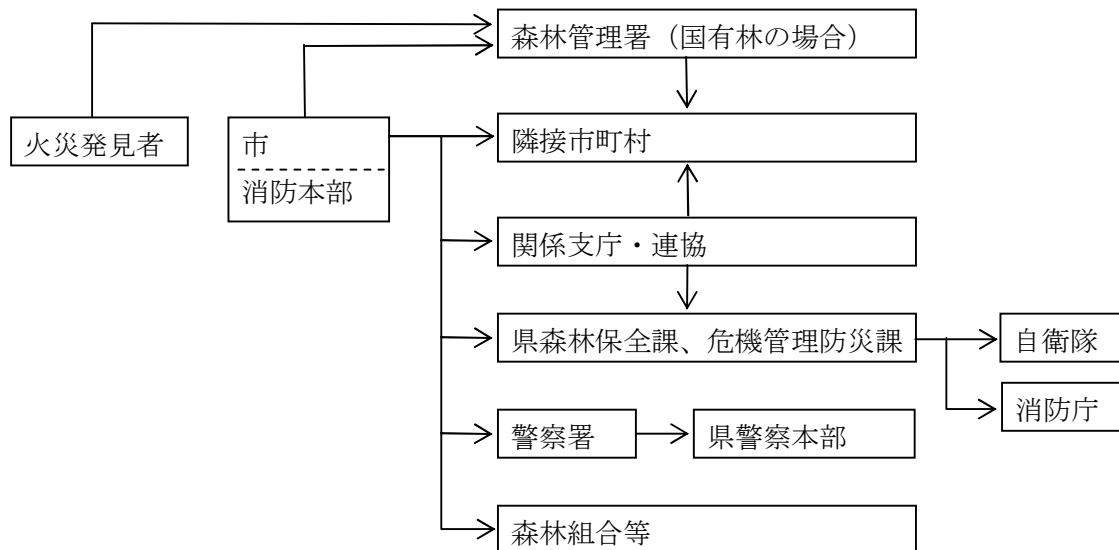 森林管理署（国有林の場合）
火災発見者
市
消防本部
隣接市町村
関係支庁・連協
県森林保全課、危機管理防災課
自衛隊
消防庁
警察署
県警察本部
森林組合等